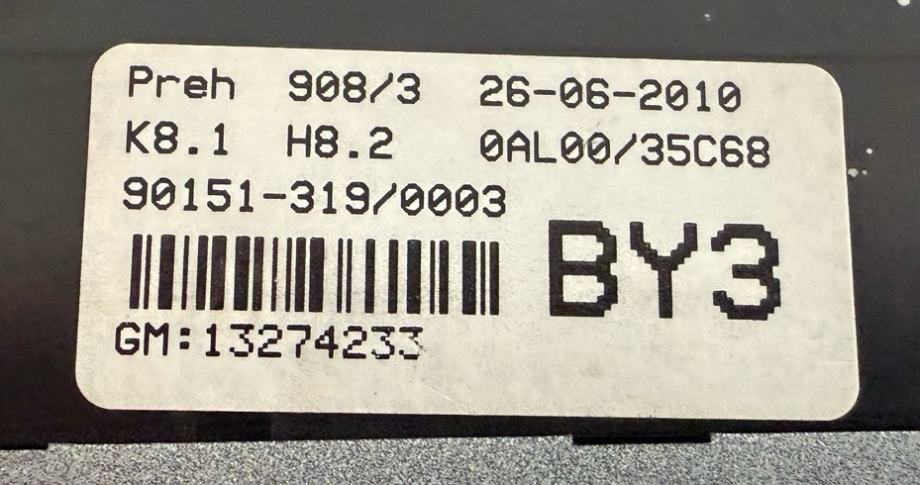 Preh 908/3 26-06-2010
K8.1 H8.2 0AL00/35C68
90151-319/0003
BY3
GM:13274233